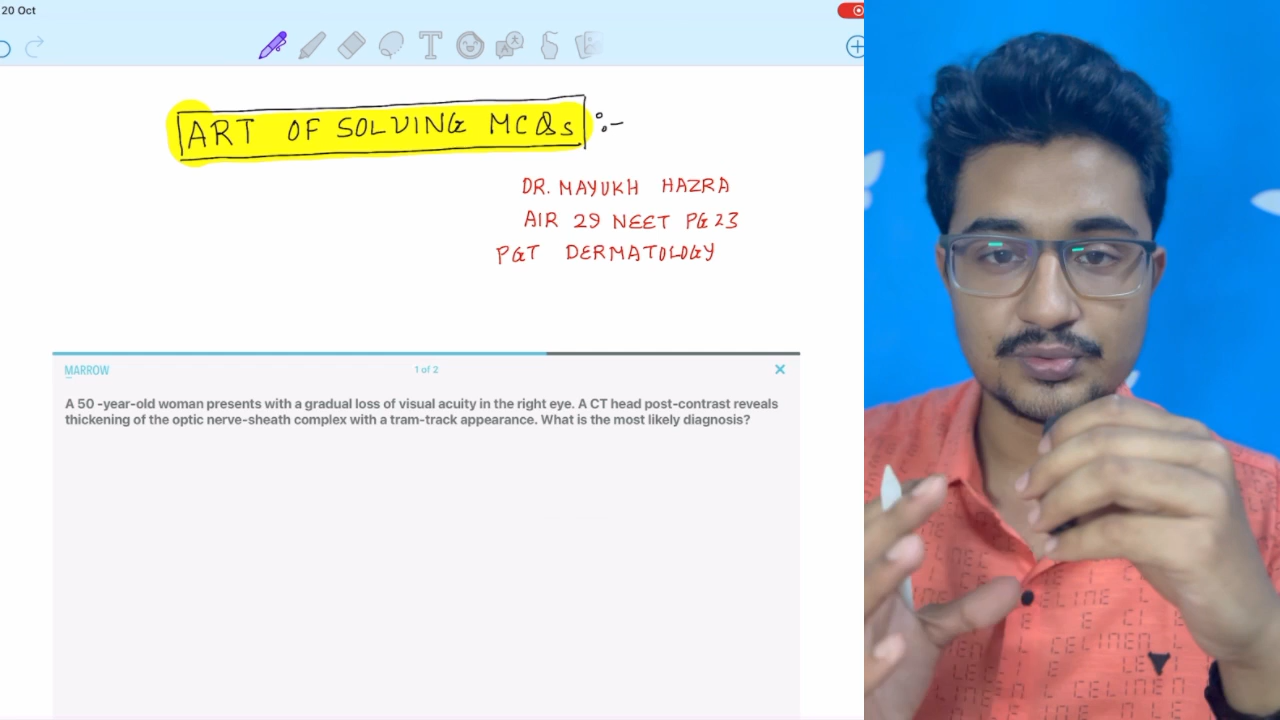 20 Oct
ART OF SOLVING MCQs :-
DR. MAYUKH HAZRA
AIR 29 NEET PG 23
PGT DERMATOLOGY
MARROW
1 of 2
A 50 -year-old woman presents with a gradual loss of visual acuity in the right eye. A CT head post-contrast reveals
thickening of the optic nerve-sheath complex with a tram-track appearance. What is the most likely diagnosis?
CELINEN